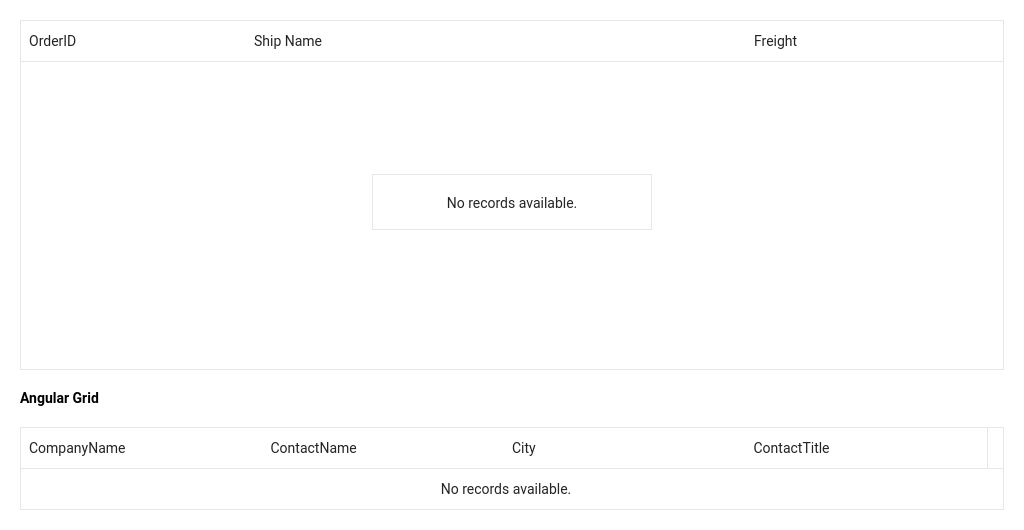 OrderID Ship Name Freight
No records available.
Angular Grid
CompanyName ContactName City ContactTitle
No records available.